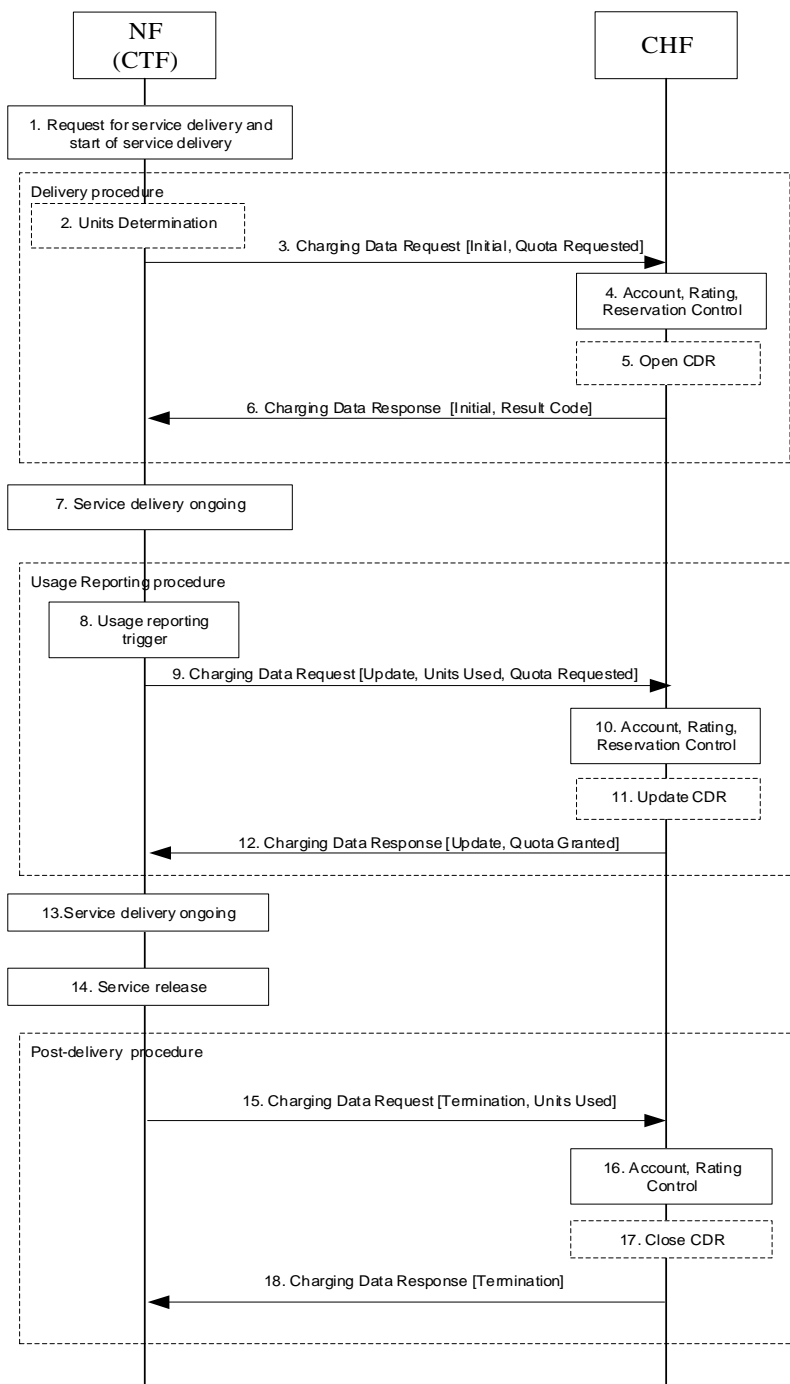 NF
(CTF)
CHF
1. Request for service delivery and
start of service delivery
Delivery procedure
2. Units Determination
3. Charging Data Request [Initial, Quota Requested]
4. Account, Rating,
Reservation Control
5. Open CDR
6. Charging Data Response [Initial, Result Code]
7. Service delivery ongoing
Usage Reporting procedure
8. Usage reporting
trigger
9. Charging Data Request [Update, Units Used, Quota Requested]
10. Account, Rating,
Reservation Control
11. Update CDR
12. Charging Data Response [Update, Quota Granted]
13.Service delivery ongoing
14. Service release
Post-delivery procedure
15. Charging Data Request [Termination, Units Used]
16. Account, Rating
Control
17. Close CDR
18. Charging Data Response [Termination]